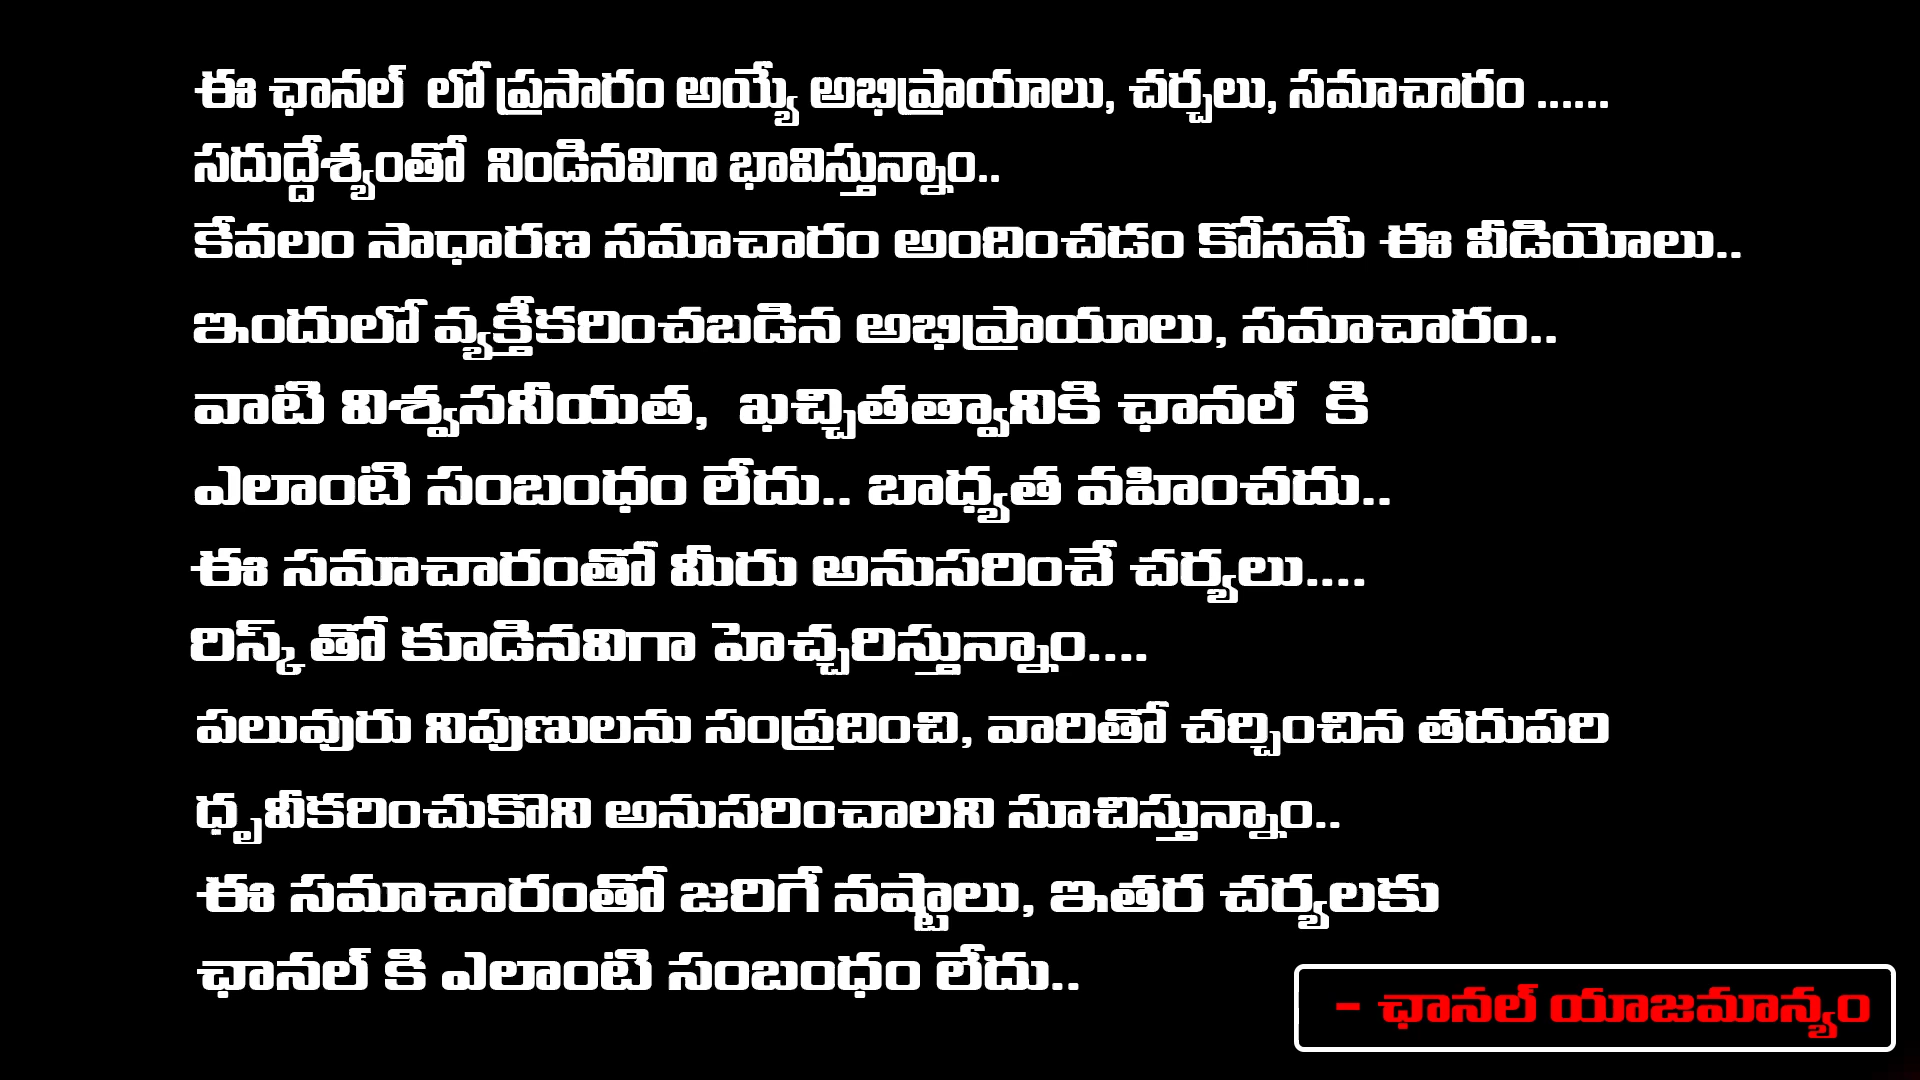 ఈ ఛానల్ లో ప్రసారం అయ్యే అభిప్రాయాలు, చర్చలు, సమాచారం ......
సదుద్దేశ్యంతో నిండినవిగా భావిస్తున్నాం..
కేవలం సాధారణ సమాచారం అందించడం కోసమే ఈ వీడియోలు..
ఇందులో వ్యక్తీకరించబడిన అభిప్రాయాలు, సమాచారం..
వాటి విశ్వసనీయత, ఖచ్చితత్వానికి ఛానల్ కి
ఎలాంటి సంబంధం లేదు.. బాధ్యత వహించదు..
ఈ సమాచారంతో మీరు అనుసరించే చర్యలు....
రిస్క్ తో కూడినవిగా హెచ్చరిస్తున్నాం....
పలువురు నిపుణులను సంప్రదించి, వారితో చర్చించిన తదుపరి
ధృవీకరించుకొని అనుసరించాలని సూచిస్తున్నాం..
ఈ సమాచారంతో జరిగే నష్టాలు, ఇతర చర్యలకు
ఛానల్ కి ఎలాంటి సంబంధం లేదు..
- ఛానల్ యాజమాన్యం